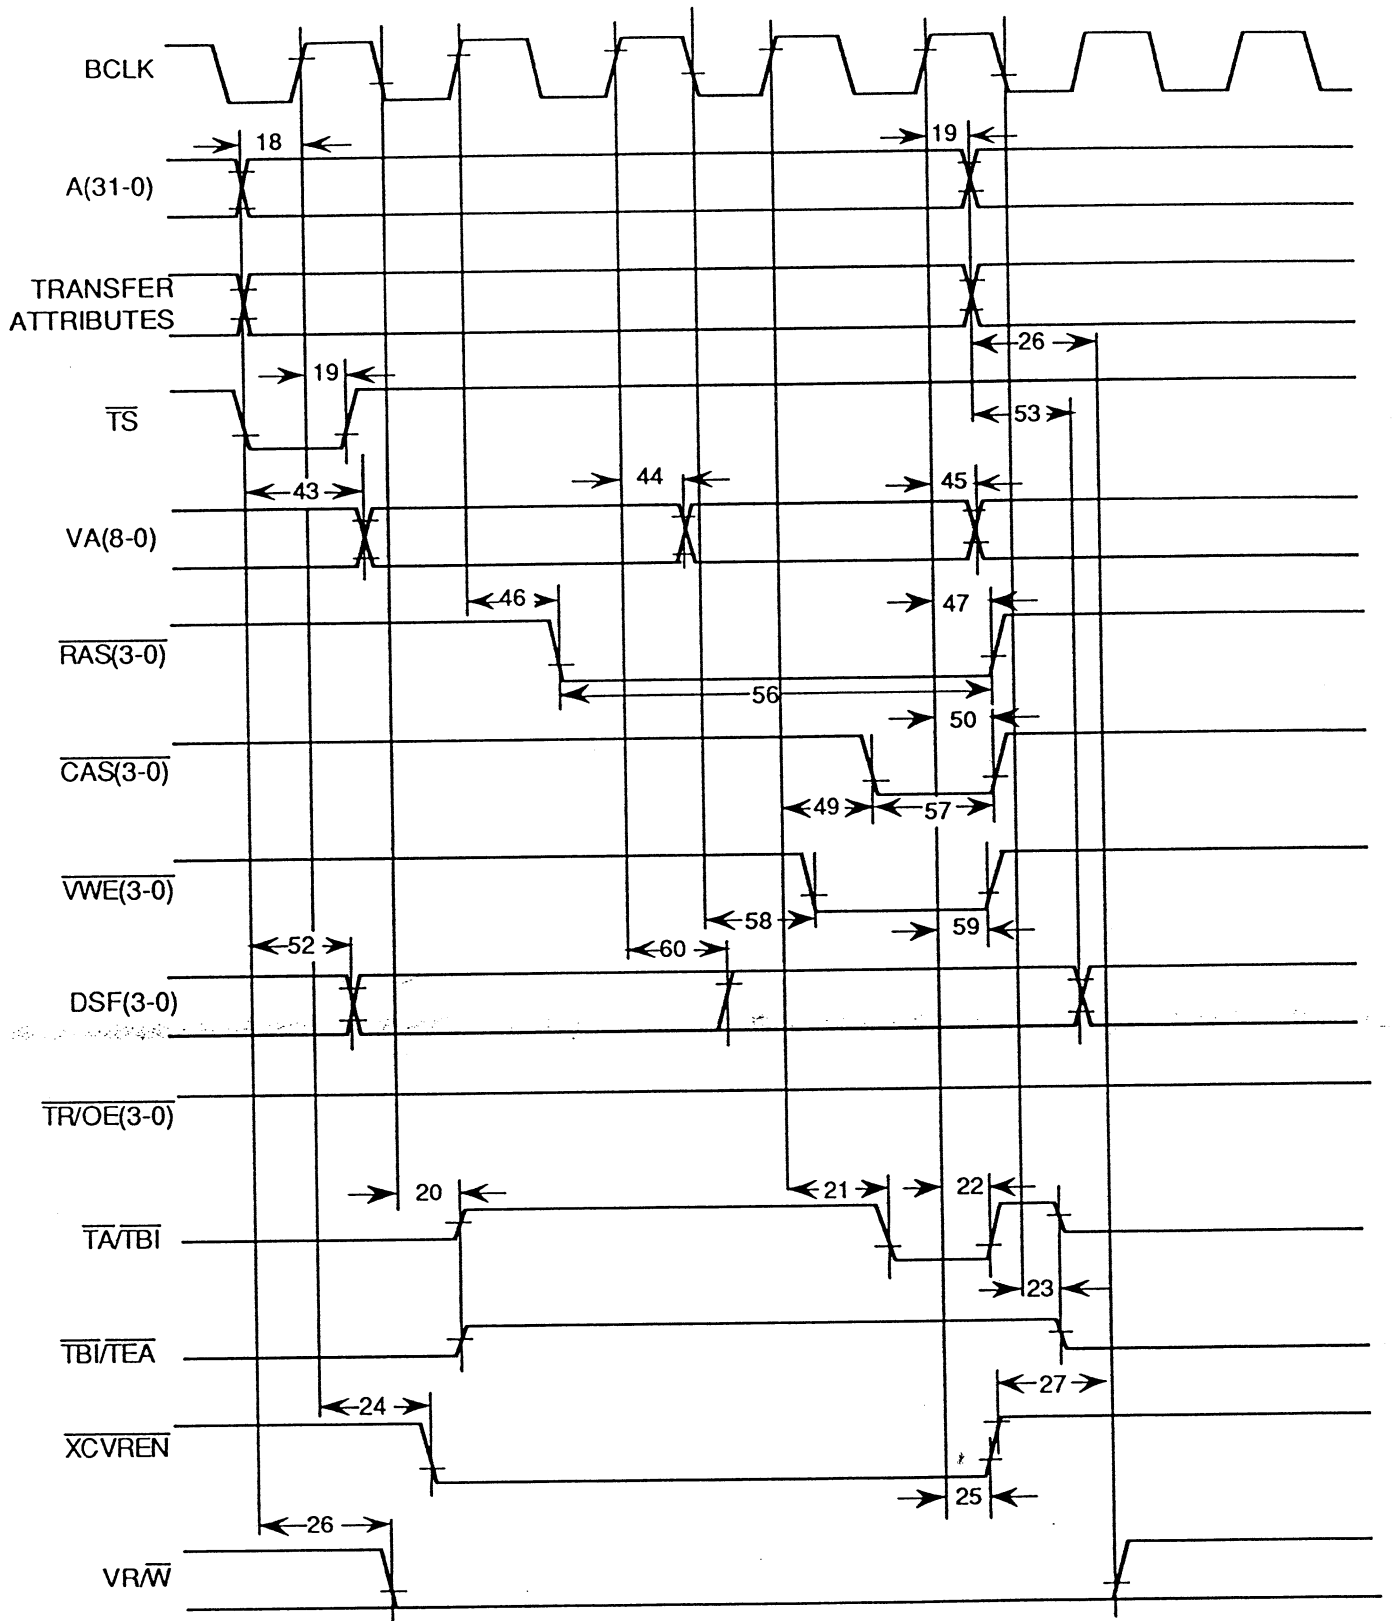 BCLK
18
19
A(31-0)
TRANSFER
ATTRIBUTES
26
19
53
TS
44
45
43
VA(8-0)
46
47
RAS(3-0)
56
50
CAS(3-0)
49
57
VWE(3-0)
58
59
52
60
DSF(3-0)
TR/OE(3-0)
20
21
22
TA/TBI
23
TBI/TEA
27
24
XCVREN
25
26
VR/W